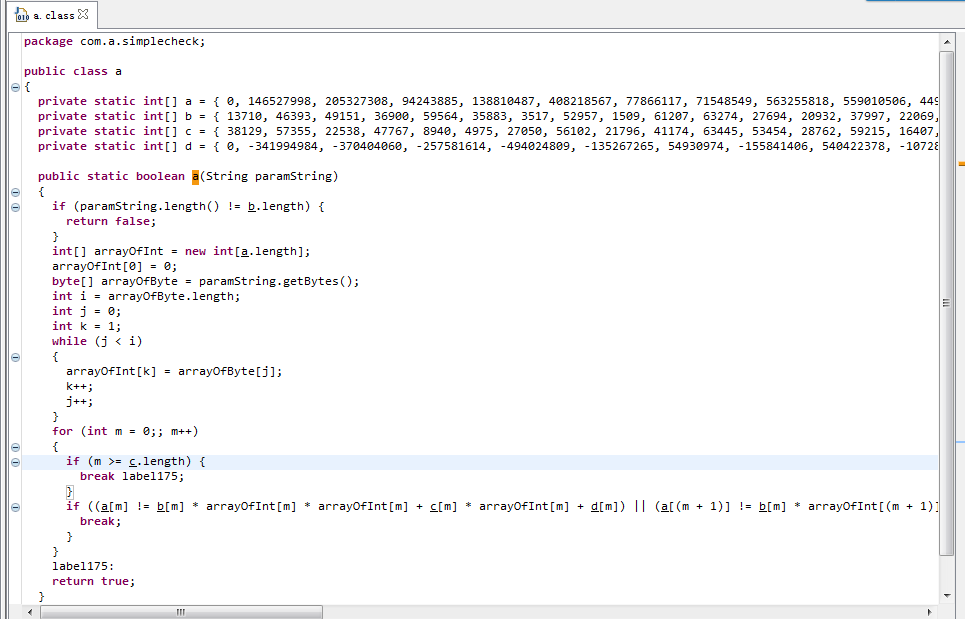 a.class
package com.a.simplecheck;
public class a
{
private static int[] a = { 0, 146527998, 205327308, 94243885, 138810487, 408218567, 77866117, 71548549, 563255818, 559010506, 449
private static int[] b = { 13710, 46393, 49151, 36900, 59564, 35883, 3517, 52957, 1509, 61207, 63274, 27694, 20932, 37997, 22069,
private static int[] c = { 38129, 57355, 22538, 47767, 8940, 4975, 27050, 56102, 21796, 41174, 63445, 53454, 28762, 59215, 16407,
private static int[] d = { 0, -341994984, -370404060, -257581614, -494024809, -135267265, 54930974, -155841406, 540422378, -10728
public static boolean a(String paramString)
{
if (paramString.length() != b.length) {
return false;
}
int[] arrayOfInt = new int[a.length];
arrayOfInt[0] = 0;
byte[] arrayOfByte = paramString.getBytes();
int i = arrayOfByte.length;
int j = 0;
int k = 1;
while (j < i)
{
arrayOfInt[k] = arrayOfByte[j];
k++;
j++;
}
for (int m = 0;; m++)
{
if (m >= c.length) {
break label175;
}
if ((a[m] != b[m] * arrayOfInt[m] * arrayOfInt[m] + c[m] * arrayOfInt[m] + d[m]) || (a[(m + 1)] != b[m] * arrayOfInt[(m + 1)]
break;
}
}
label175:
return true;
}